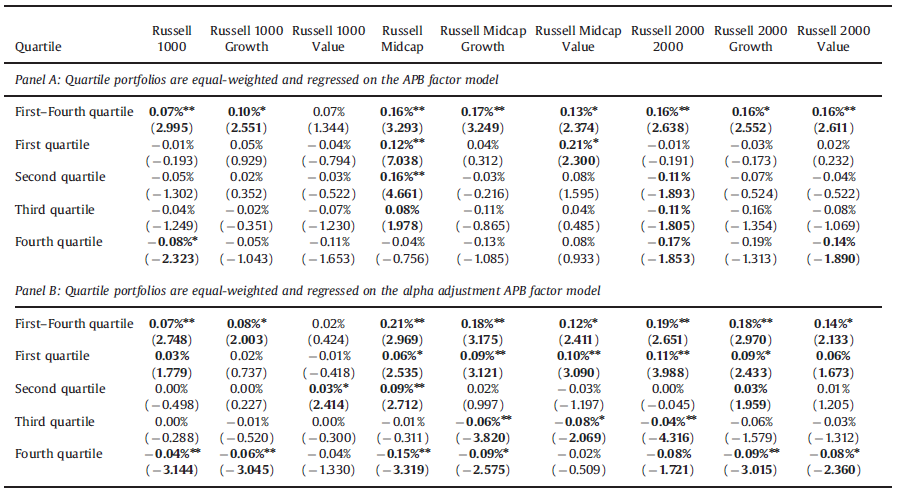 Quartile Russell 1000 Russell 1000 Growth Russell 1000 Value Russell Midcap Russell Midcap Growth Russell Midcap Value Russell 2000 2000 Russell 2000 Growth Russell 2000 Value
Panel A: Quartile portfolios are equal-weighted and regressed on the APB factor model
First–Fourth quartile 0.07%** 0.10%* 0.07% 0.16%** 0.17%** 0.13%* 0.16%** 0.16%* 0.16%**
(2.995) (2.551) (1.344) (3.293) (3.249) (2.374) (2.638) (2.552) (2.611)
First quartile −0.01% 0.05% −0.04% 0.12%** 0.04% 0.21%* −0.01% −0.03% 0.02%
(−0.193) (0.929) (−0.794) (7.038) (0.312) (2.300) (−0.191) (−0.173) (0.232)
Second quartile −0.05% 0.02% −0.03% 0.16%** −0.03% 0.08% −0.11% −0.07% −0.04%
(−1.302) (0.352) (−0.522) (4.661) (−0.216) (1.595) (−1.893) (−0.524) (−0.522)
Third quartile −0.04% −0.02% −0.07% 0.08% −0.11% 0.04% −0.11% −0.16% −0.08%
(−1.249) (−0.351) (−1.230) (1.978) (−0.865) (0.485) (−1.805) (−1.354) (−1.069)
Fourth quartile −0.08%* −0.05% −0.11% −0.04% −0.13% 0.08% −0.17% −0.19% −0.14%
(−2.323) (−1.043) (−1.653) (−0.756) (−1.085) (0.933) (−1.853) (−1.313) (−1.890)
Panel B: Quartile portfolios are equal-weighted and regressed on the alpha adjustment APB factor model
First–Fourth quartile 0.07%** 0.08%* 0.02% 0.21%** 0.18%** 0.12%* 0.19%** 0.18%** 0.14%*
(2.748) (2.003) (0.424) (2.969) (3.175) (2.411) (2.651) (2.970) (2.133)
First quartile 0.03% 0.02% −0.01% 0.06%* 0.09%** 0.10%** 0.11%** 0.09%* 0.06%
(1.779) (0.737) (−0.418) (2.535) (3.121) (3.090) (3.988) (2.433) (1.673)
Second quartile 0.00% 0.00% 0.03%* 0.09%** 0.02% −0.03% 0.00% 0.03% 0.01%
(−0.498) (0.227) (2.414) (2.712) (0.997) (−1.197) (−0.045) (1.959) (1.205)
Third quartile 0.00% −0.01% 0.00% −0.01% −0.06%** −0.08%* −0.04%** −0.06% −0.03%
(−0.288) (−0.520) (−0.300) (−0.311) (−3.820) (−2.069) (−4.316) (−1.579) (−1.312)
Fourth quartile −0.04%** −0.06%** −0.04% −0.15%** −0.09%* −0.02% −0.08% −0.09%** −0.08%*
(−3.144) (−3.045) (−1.330) (−3.319) (−2.575) (−0.509) (−1.721) (−3.015) (−2.360)